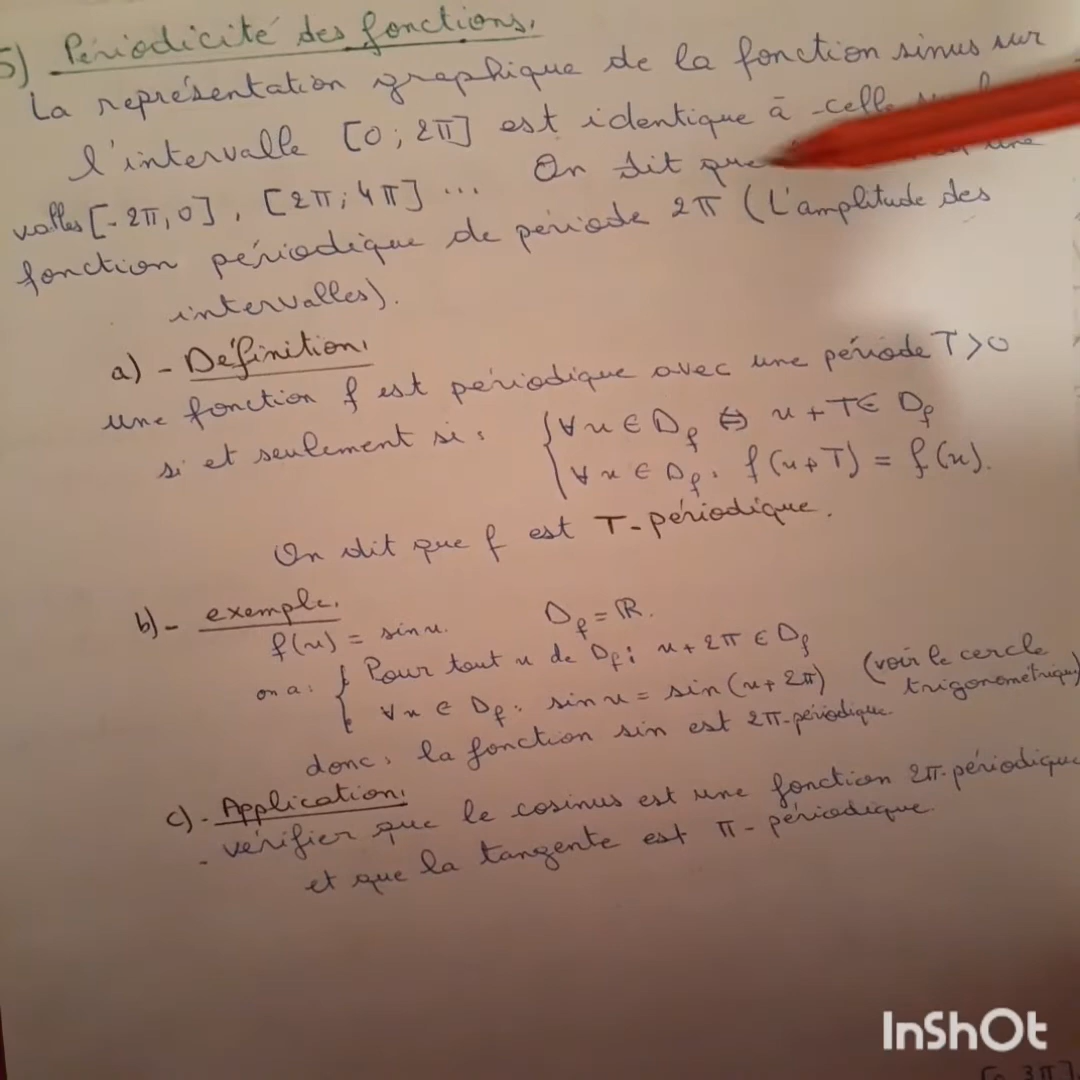 5) Périodicité des fonctions.
La représentation graphique de la fonction sinus sur
l'intervalle [0 ; 2π] est identique à celle
valles [-2π, 0], [2π; 4π] ... On dit que une
fonction périodique de période 2π (L'amplitude des
intervalles).
a) - Définition.
une fonction f est périodique avec une période T>0
si et seulement si : { ∀x ∈ Df ⇔ x + T ∈ Df
∀x ∈ Df. f(x+T) = f(x).
On dit que f est T-périodique.
b) - exemple.
f(x) = sin x. Df = ℝ.
on a : { Pour tout x de Df : x + 2π ∈ Df
∀x ∈ Df : sin x = sin(x + 2π) (voir le cercle
trigonométrique)
donc : la fonction sin est 2π-périodique.
c) - Application.
- vérifier que le cosinus est une fonction 2π-périodique
et que la tangente est π-périodique.
InShOt
3π]